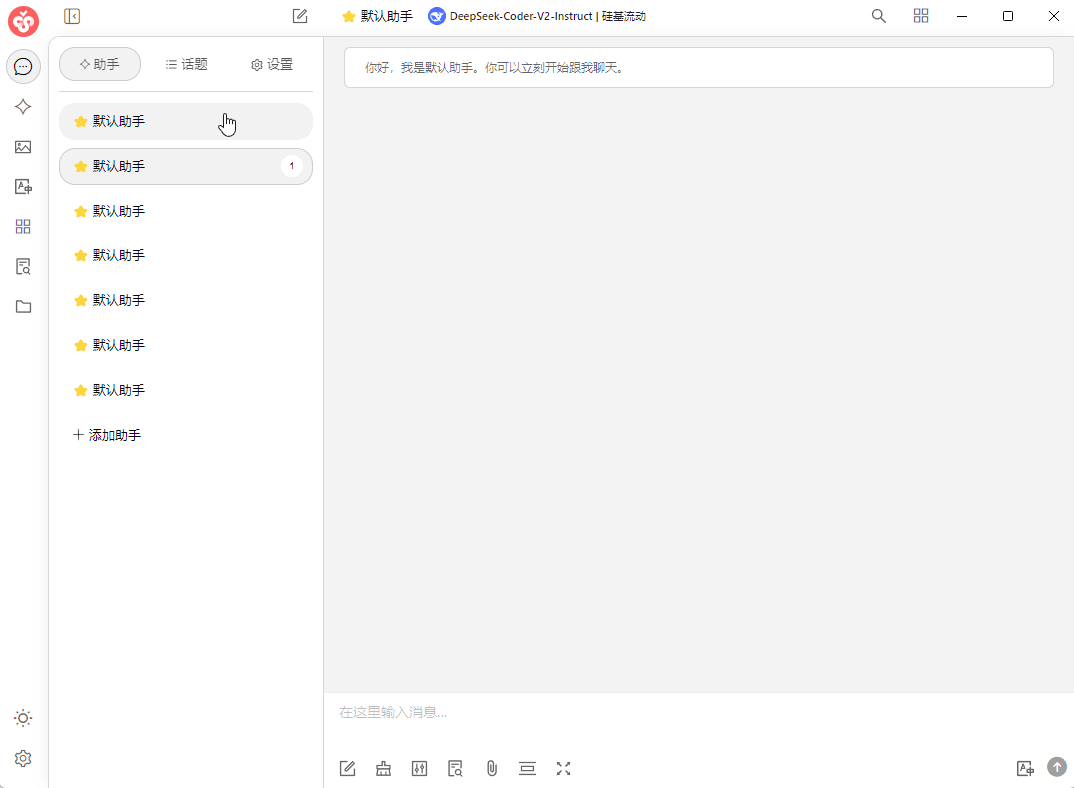 默认助手 DeepSeek-Coder-V2-Instruct | 硅基流动
助手 话题 设置
默认助手
默认助手 1
默认助手
默认助手
默认助手
默认助手
默认助手
添加助手
你好，我是默认助手。你可以立刻开始跟我聊天。
在这里输入消息...